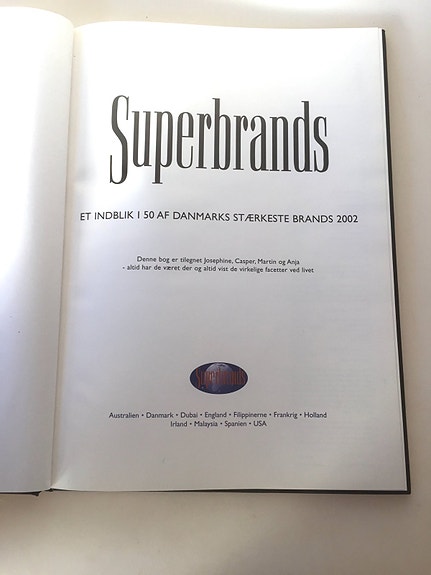 Superbrands
ET INDBLIK I 50 AF DANMARKS STÆRKESTE BRANDS 2002
Denne bog er tilegnet Josephine, Casper, Martin og Anja
- altid har de været der og altid vist de virkelige facetter ved livet
Superbrands
Australien • Danmark • Dubai • England • Filippinerne • Frankrig • Holland
Irland • Malaysia • Spanien • USA